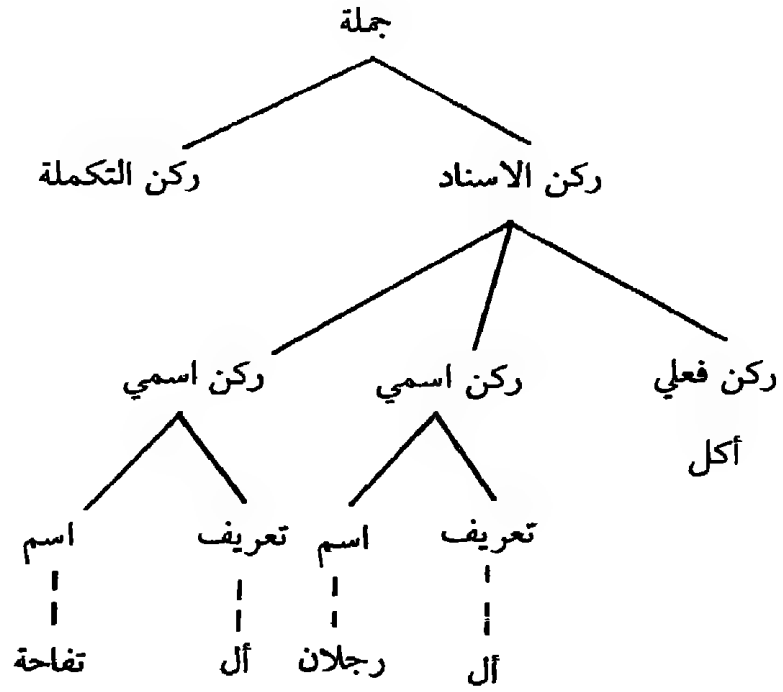 جملة
ركن الاسناد ركن التكملة
ركن فعلي ركن اسمي ركن اسمي
أكل
تعريف اسم تعريف اسم
أل رجلان أل تفاحة